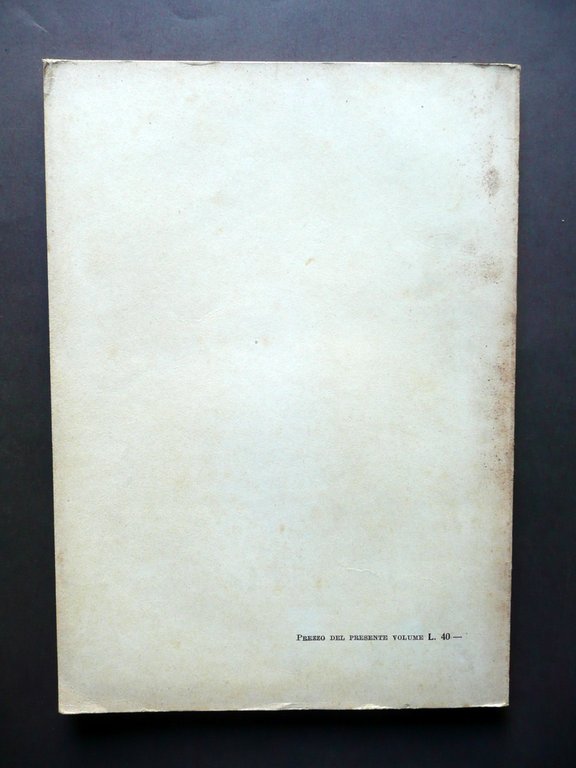 Prezzo del presente volume L. 40 —